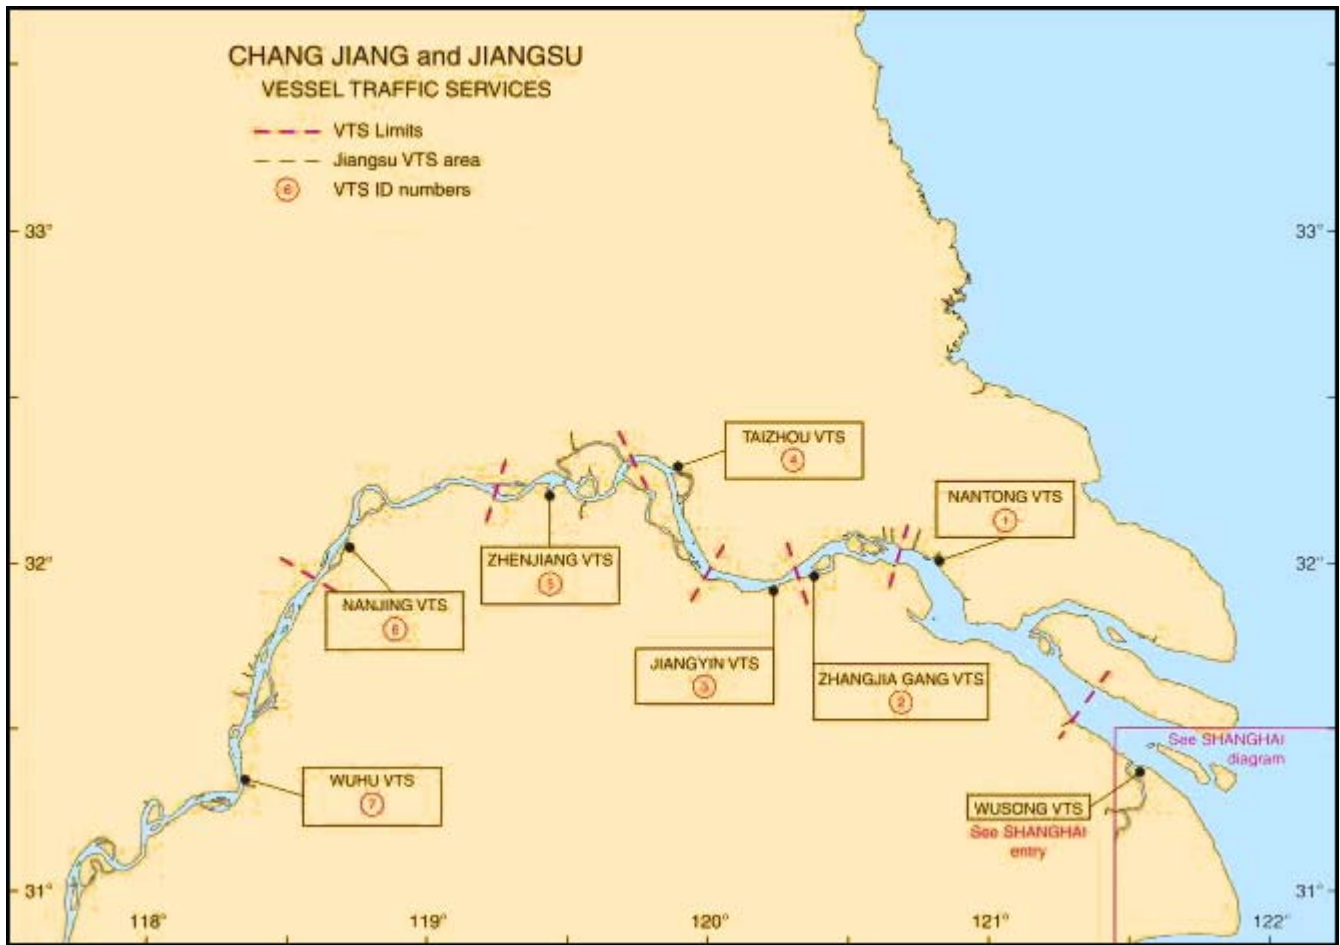 CHANG JIANG and JIANGSU
VESSEL TRAFFIC SERVICES
VTS Limits
Jiangsu VTS area
6
VTS ID numbers
33°
33°
TAIZHOU VTS
4
NANTONG VTS
1
ZHENJIANG VTS
5
32°
32°
NANJING VTS
6
JIANGYIN VTS
3
ZHANGJIA GANG VTS
2
See SHANGHAI
diagram
WUHU VTS
7
WUSONG VTS
See SHANGHAI
entry
31°
31°
118°
119°
120°
121°
122°